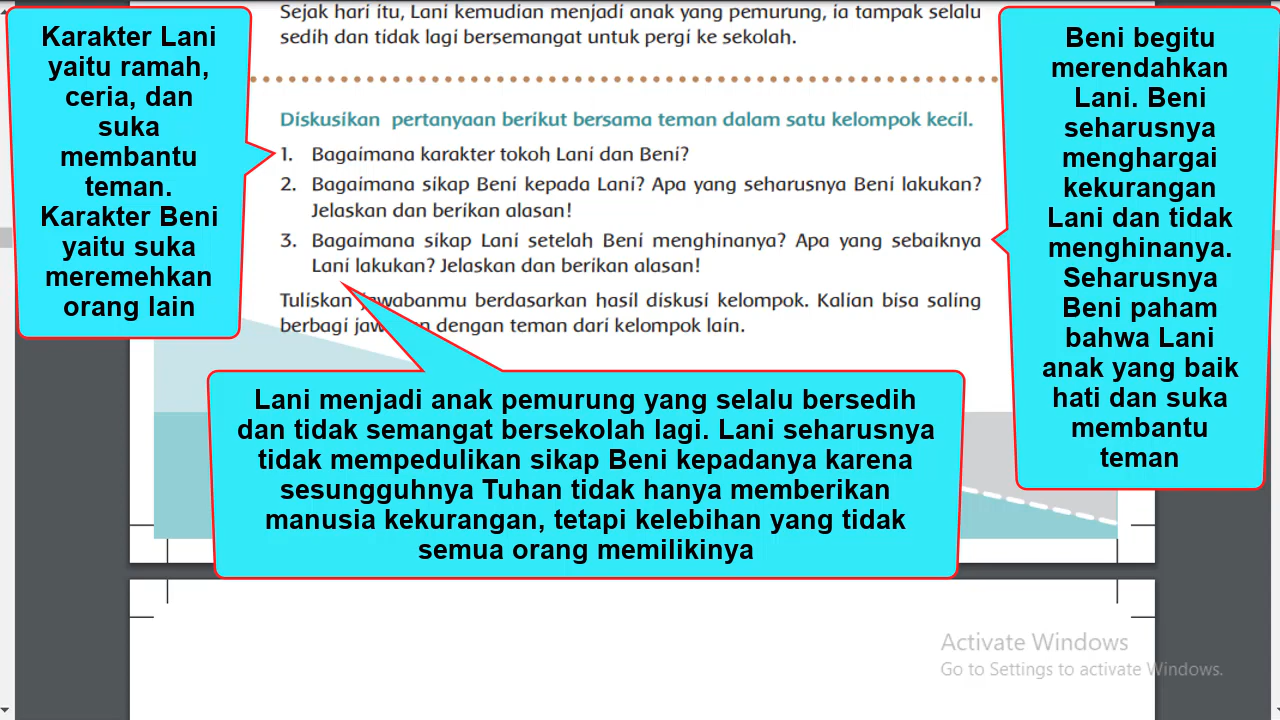 Sejak hari itu, Lani kemudian menjadi anak yang pemurung, ia tampak selalu
sedih dan tidak lagi bersemangat untuk pergi ke sekolah.
Diskusikan pertanyaan berikut bersama teman dalam satu kelompok kecil.
1. Bagaimana karakter tokoh Lani dan Beni?
2. Bagaimana sikap Beni kepada Lani? Apa yang seharusnya Beni lakukan?
Jelaskan dan berikan alasan!
3. Bagaimana sikap Lani setelah Beni menghinanya? Apa yang sebaiknya
Lani lakukan? Jelaskan dan berikan alasan!
Tuliskan jawabanmu berdasarkan hasil diskusi kelompok. Kalian bisa saling
berbagi dengan teman dari kelompok lain.
Karakter Lani
yaitu ramah,
ceria, dan
suka
membantu
teman.
Karakter Beni
yaitu suka
meremehkan
orang lain
Beni begitu
merendahkan
Lani. Beni
seharusnya
menghargai
kekurangan
Lani dan tidak
menghinanya.
Seharusnya
Beni paham
bahwa Lani
anak yang baik
hati dan suka
membantu
teman
Lani menjadi anak pemurung yang selalu bersedih
dan tidak semangat bersekolah lagi. Lani seharusnya
tidak mempedulikan sikap Beni kepadanya karena
sesungguhnya Tuhan tidak hanya memberikan
manusia kekurangan, tetapi kelebihan yang tidak
semua orang memilikinya
Activate Windows
Go to Settings to activate Windows.